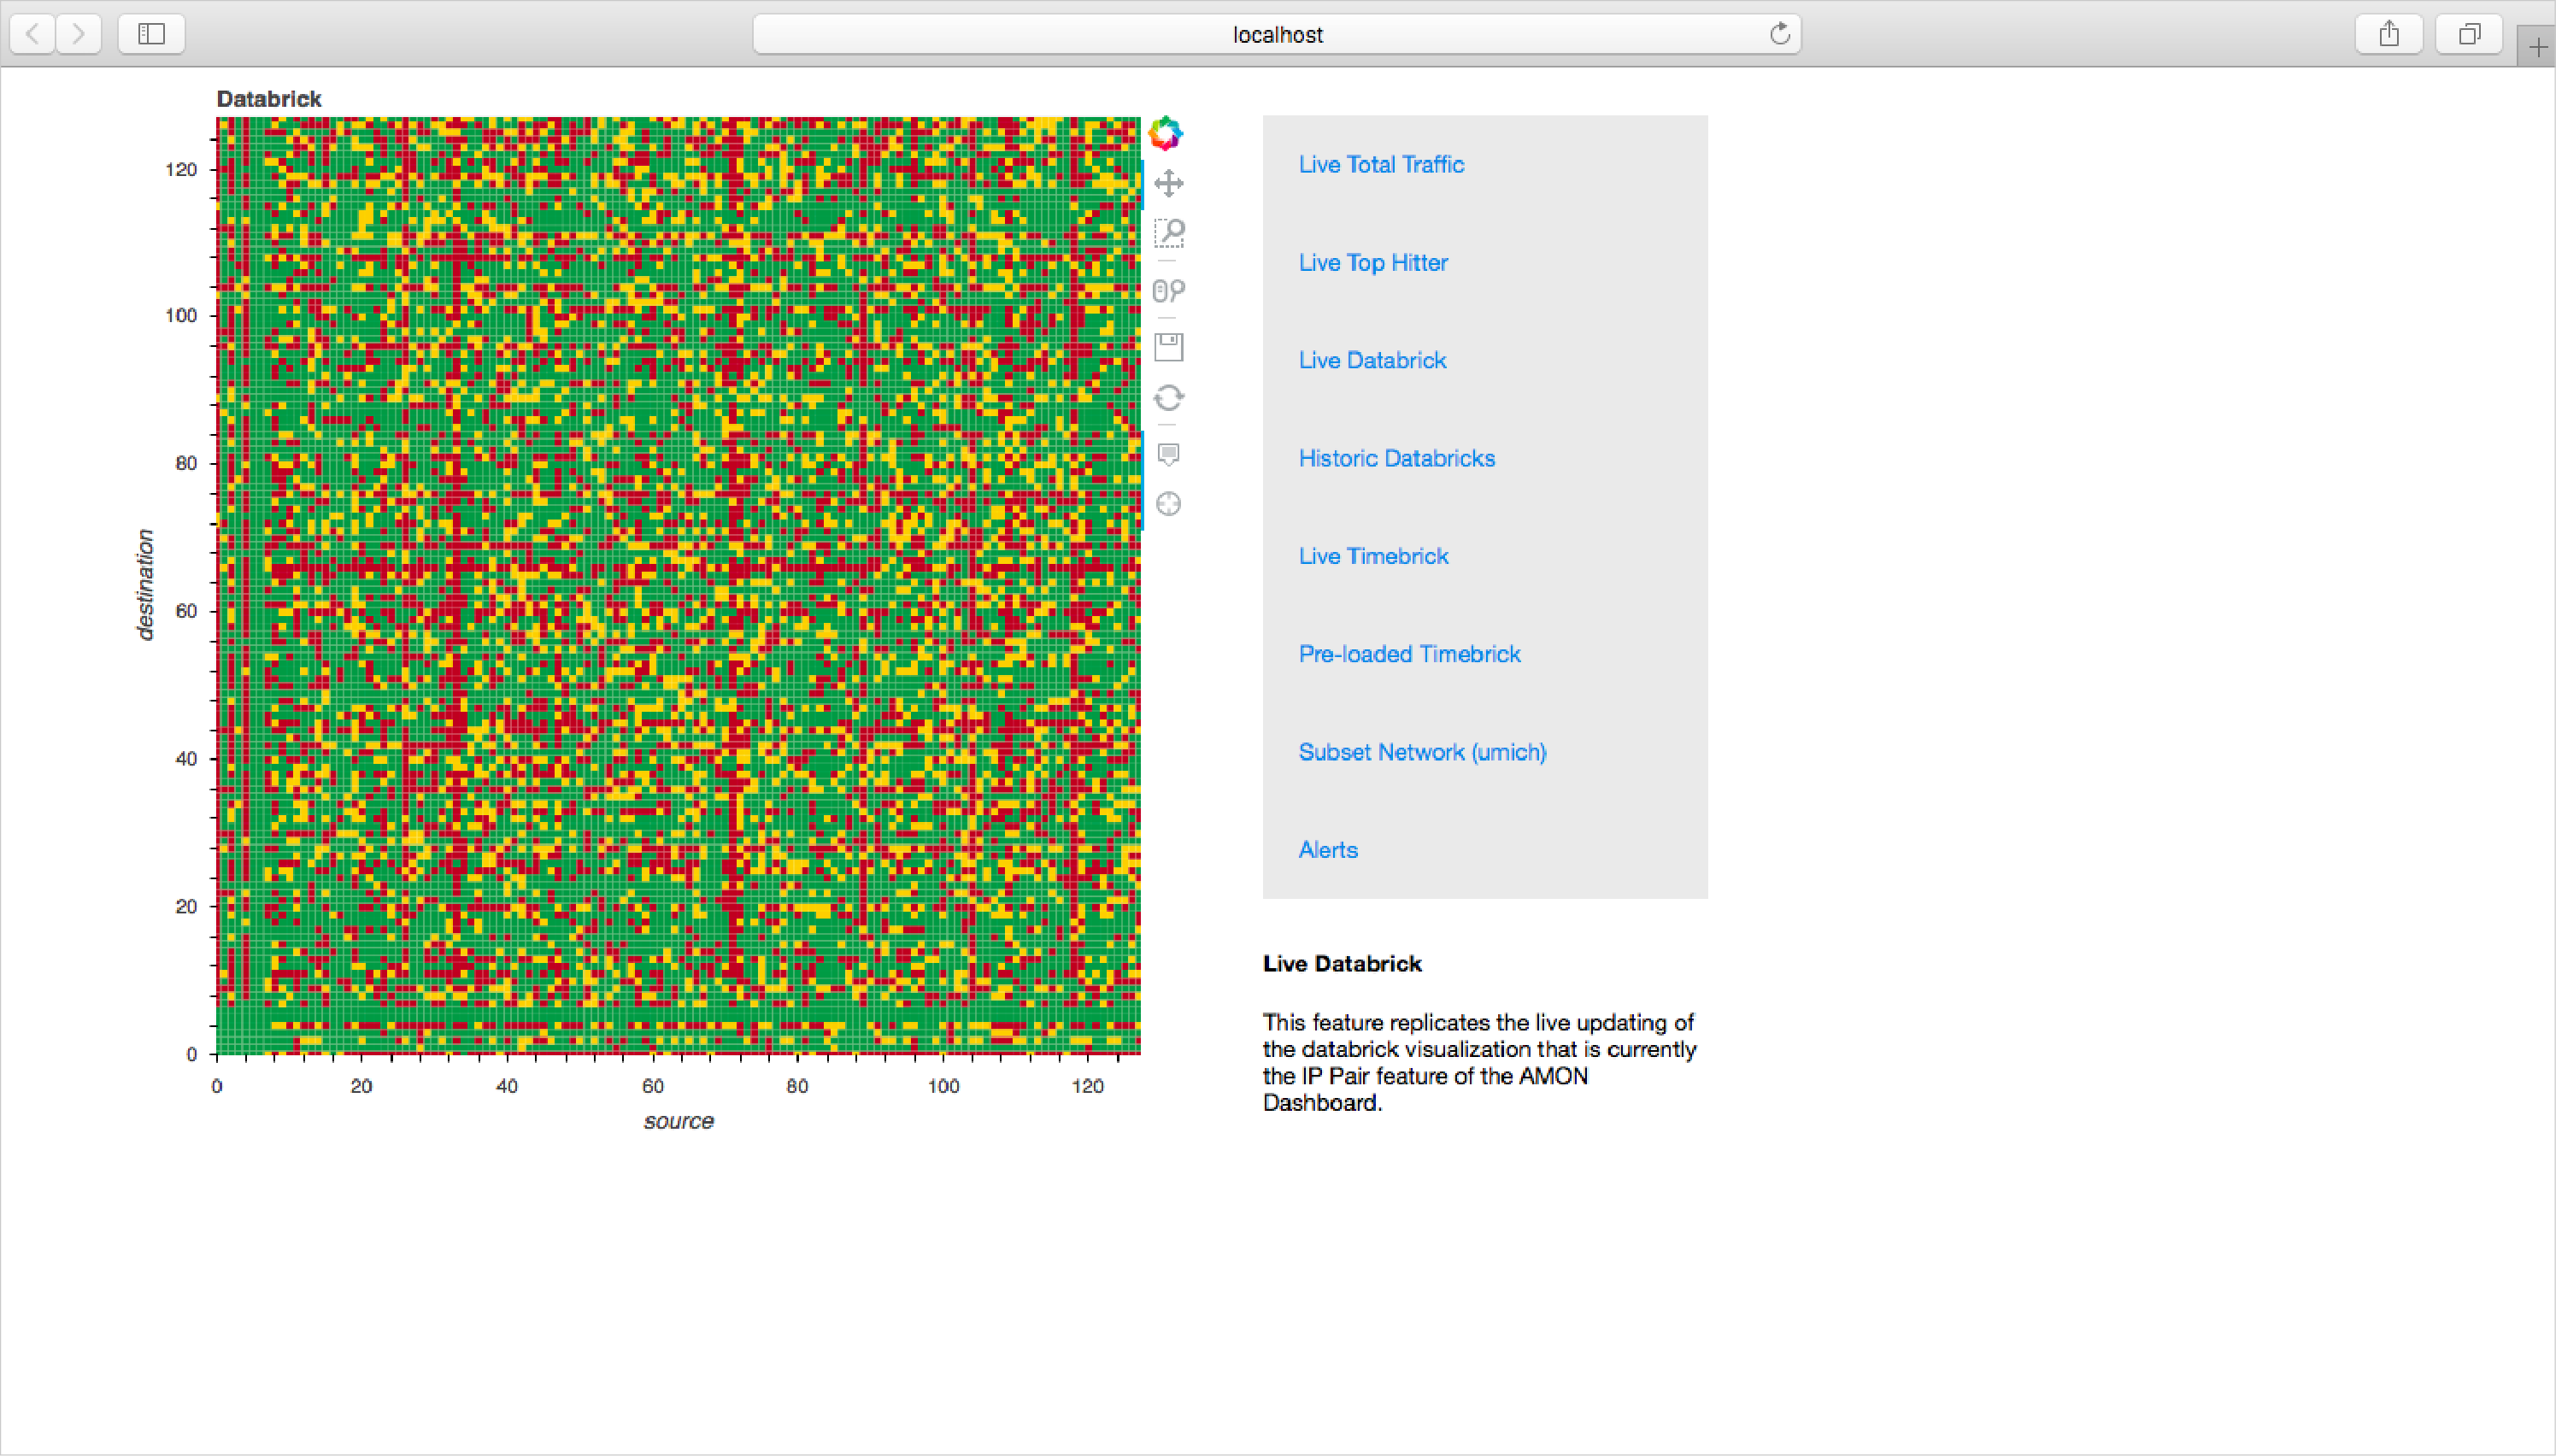 localhost
Databrick
120
100
80
60
40
20
0
destination
0 20 40 60 80 100 120
source
Live Total Traffic
Live Top Hitter
Live Databrick
Historic Databricks
Live Timebrick
Pre-loaded Timebrick
Subset Network (umich)
Alerts
Live Databrick
This feature replicates the live updating of
the databrick visualization that is currently
the IP Pair feature of the AMON
Dashboard.